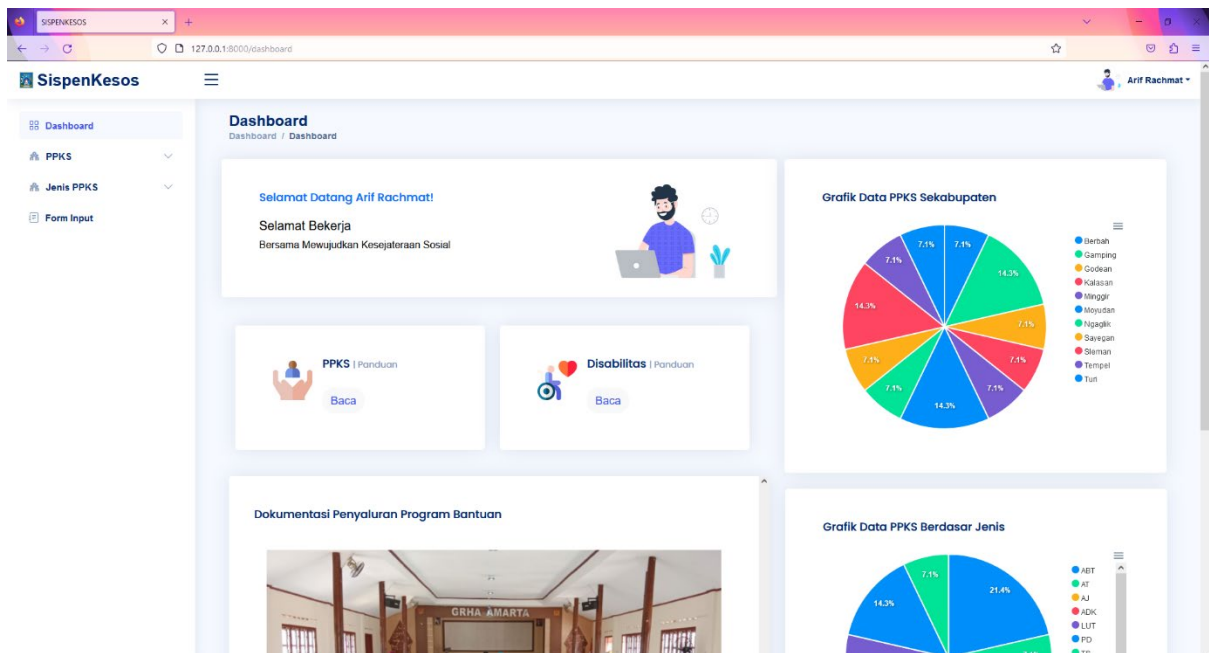 SISPENKESOS
127.0.0.1:8000/dashboard
SispenKesos
Arif Rachmat
Dashboard
PPKS
Jenis PPKS
Form Input
Dashboard
Dashboard / Dashboard
Selamat Datang Arif Rachmat!
Selamat Bekerja
Bersama Mewujudkan Kesejateraan Sosial
PPKS | Panduan
Baca
Disabilitas | Panduan
Baca
Dokumentasi Penyaluran Program Bantuan
GRHA AMARTA
Grafik Data PPKS Sekabupaten
7.1%
14.3%
7.1%
7.1%
7.1%
14.3%
7.1%
7.1%
14.3%
7.1%
7.1%
Berbah
Gamping
Godean
Kalasan
Minggir
Moyudan
Ngaglik
Sayegan
Sleman
Tempel
Turi
Grafik Data PPKS Berdasar Jenis
7.1%
21.4%
14.3%
ABT
AT
AJ
ADK
LUT
PD